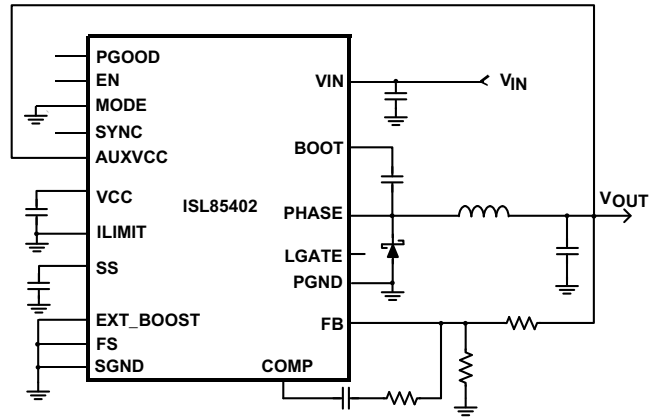 PGOOD
EN
MODE
SYNC
AUXVCC
VCC
ILIMIT
SS
EXT_BOOST
FS
SGND
ISL85402
VIN
BOOT
PHASE
LGATE
PGND
FB
COMP
VIN
VOUT